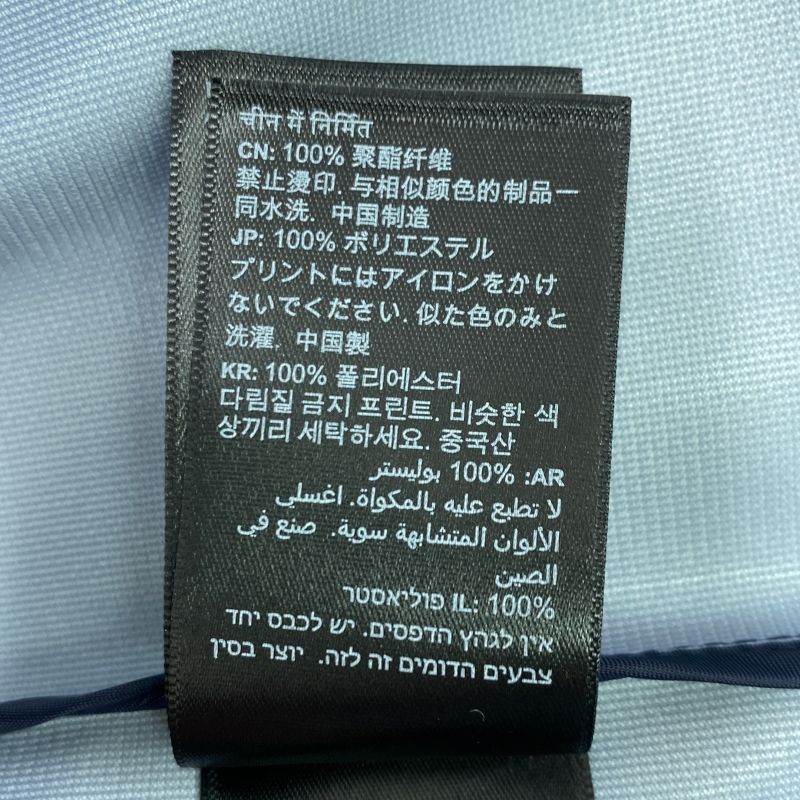 चीन में निर्मित
CN: 100% 聚酯纤维
禁止燙印. 与相似颜色的制品一
同水洗. 中国制造
JP: 100% ポリエステル
プリントにはアイロンをかけ
ないでください. 似た色のみと
洗濯. 中国製
KR: 100% 폴리에스터
다림질 금지 프린트. 비슷한 색
상끼리 세탁하세요. 중국산
AR: 100% بوليستر
لا تطبع عليه بالمكواة. اغسلي
الألوان المتشابهة سوية. صنع في
الصين
IL: 100% פוליאסטר
אין לגהץ הדפסים. יש לכבס יחד
צבעים הדומים זה לזה. יוצר בסין